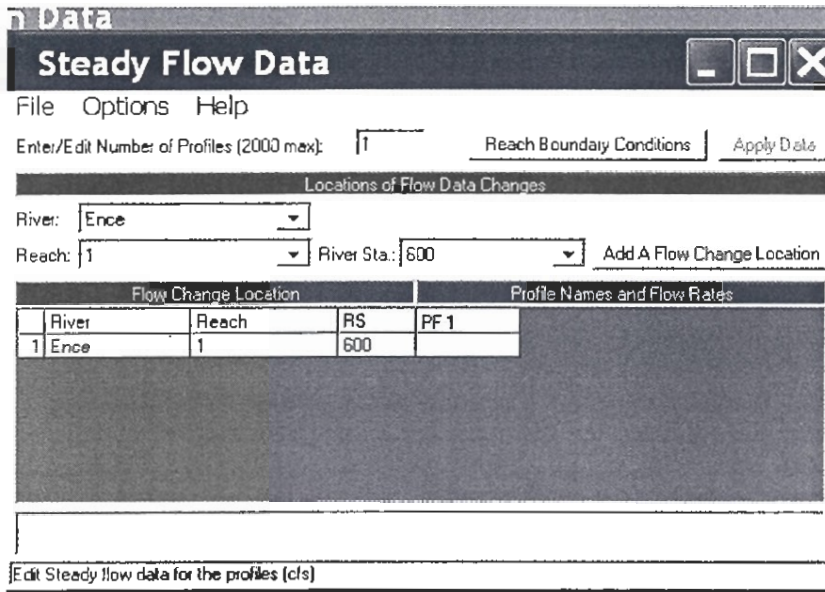 n Data
Steady Flow Data
File Options Help
Enter/Edit Number of Profiles (2000 max): 1 Reach Boundary Conditions Apply Data
Locations of Flow Data Changes
River: Ence
Reach: 1 River Sta.: 600 Add A Flow Change Location
Flow Change Location Profile Names and Flow Rates
River Reach RS PF 1
1 Ence 1 600
Edit Steady flow data for the profiles (cfs)